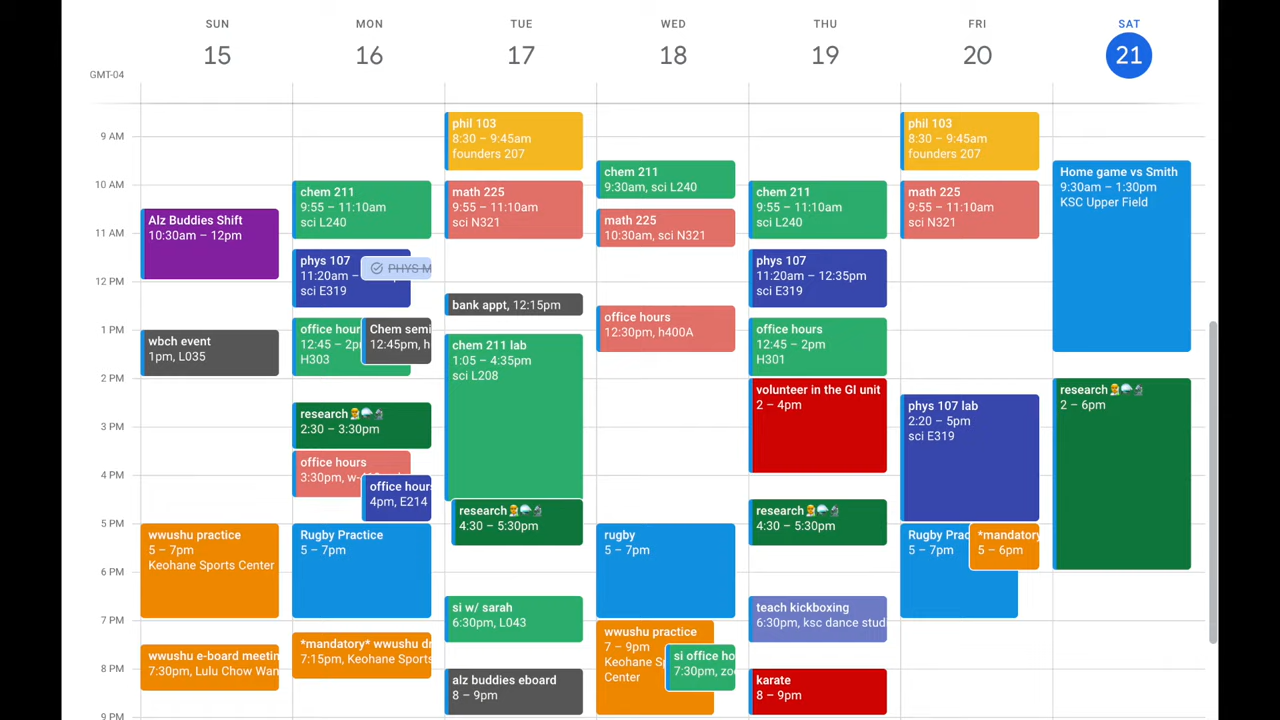 SUN
15
MON
16
TUE
17
WED
18
THU
19
FRI
20
SAT
21
GMT-04
9 AM
10 AM
11 AM
12 PM
1 PM
2 PM
3 PM
4 PM
5 PM
6 PM
7 PM
8 PM
9 PM
Alz Buddies Shift
10:30am – 12pm
wbch event
1pm, L035
wwushu practice
5 – 7pm
Keohane Sports Center
wwushu e-board meetin
7:30pm, Lulu Chow Wan
chem 211
9:55 – 11:10am
sci L240
phys 107
11:20am –
sci E319
PHYS M
office hour
12:45 – 2p
H303
Chem semi
12:45pm, h
research
2:30 – 3:30pm
office hours
3:30pm,
office hours
4pm, E214
Rugby Practice
5 – 7pm
*mandatory* wwushu dr
7:15pm, Keohane Sports
phil 103
8:30 – 9:45am
founders 207
math 225
9:55 – 11:10am
sci N321
bank appt, 12:15pm
chem 211 lab
1:05 – 4:35pm
sci L208
research
4:30 – 5:30pm
si w/ sarah
6:30pm, L043
alz buddies eboard
8 – 9pm
chem 211
9:30am, sci L240
math 225
10:30am, sci N321
office hours
12:30pm, h400A
rugby
5 – 7pm
wwushu practice
7 – 9pm
Keohane Sp
Center
si office ho
7:30pm, zo
chem 211
9:55 – 11:10am
sci L240
phys 107
11:20am – 12:35pm
sci E319
office hours
12:45 – 2pm
H301
volunteer in the GI unit
2 – 4pm
research
4:30 – 5:30pm
teach kickboxing
6:30pm, ksc dance stud
karate
8 – 9pm
phil 103
8:30 – 9:45am
founders 207
math 225
9:55 – 11:10am
sci N321
phys 107 lab
2:20 – 5pm
sci E319
Rugby Prac
5 – 7pm
*mandatory
5 – 6pm
Home game vs Smith
9:30am – 1:30pm
KSC Upper Field
research
2 – 6pm